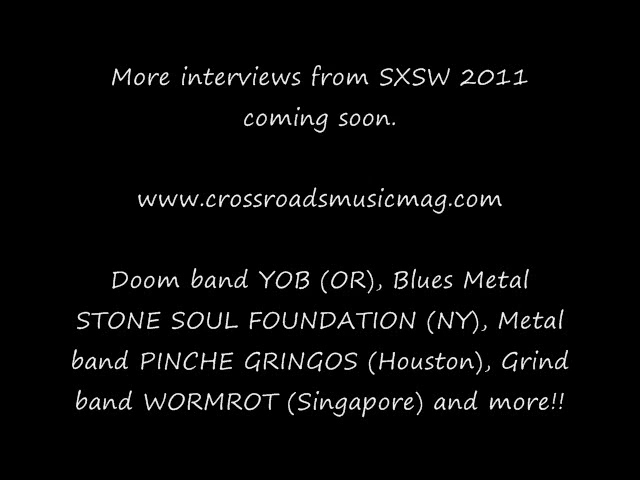 More interviews from SXSW 2011
coming soon.
www.crossroadsmusicmag.com
Doom band YOB (OR), Blues Metal
STONE SOUL FOUNDATION (NY), Metal
band PINCHE GRINGOS (Houston), Grind
band WORMROT (Singapore) and more!!